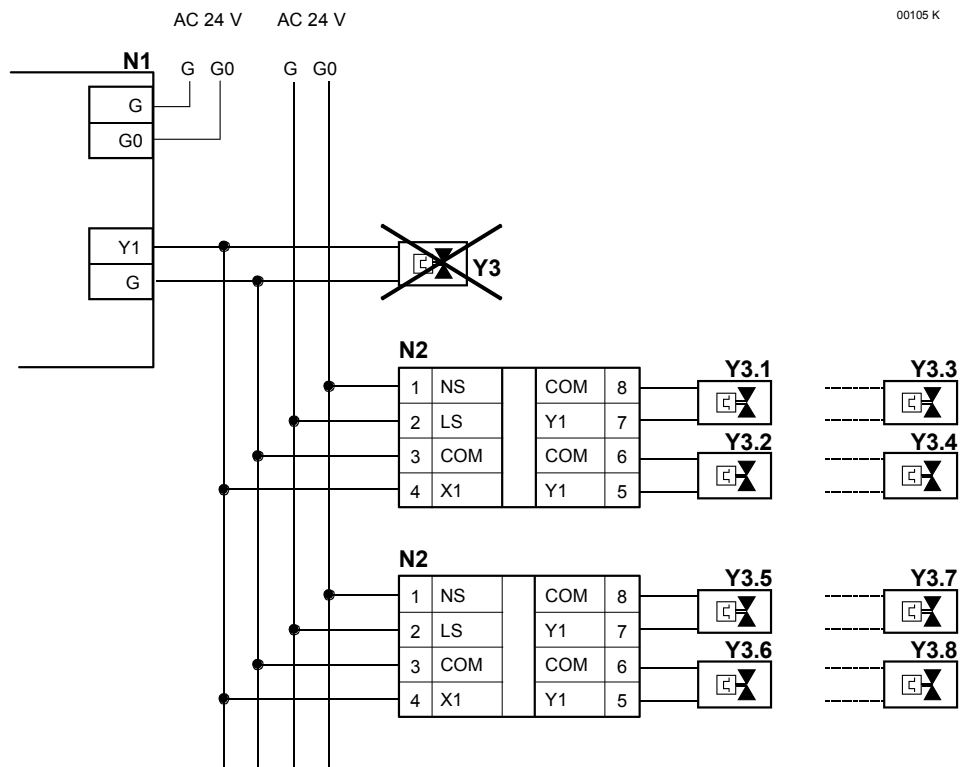 AC 24 V AC 24 V
00105 K
N1 G G0 G G0
G
G0
Y1
G
Y3
N2
1 NS COM 8
2 LS Y1 7
3 COM COM 6
4 X1 Y1 5
Y3.1 Y3.3
Y3.2 Y3.4
N2
1 NS COM 8
2 LS Y1 7
3 COM COM 6
4 X1 Y1 5
Y3.5 Y3.7
Y3.6 Y3.8